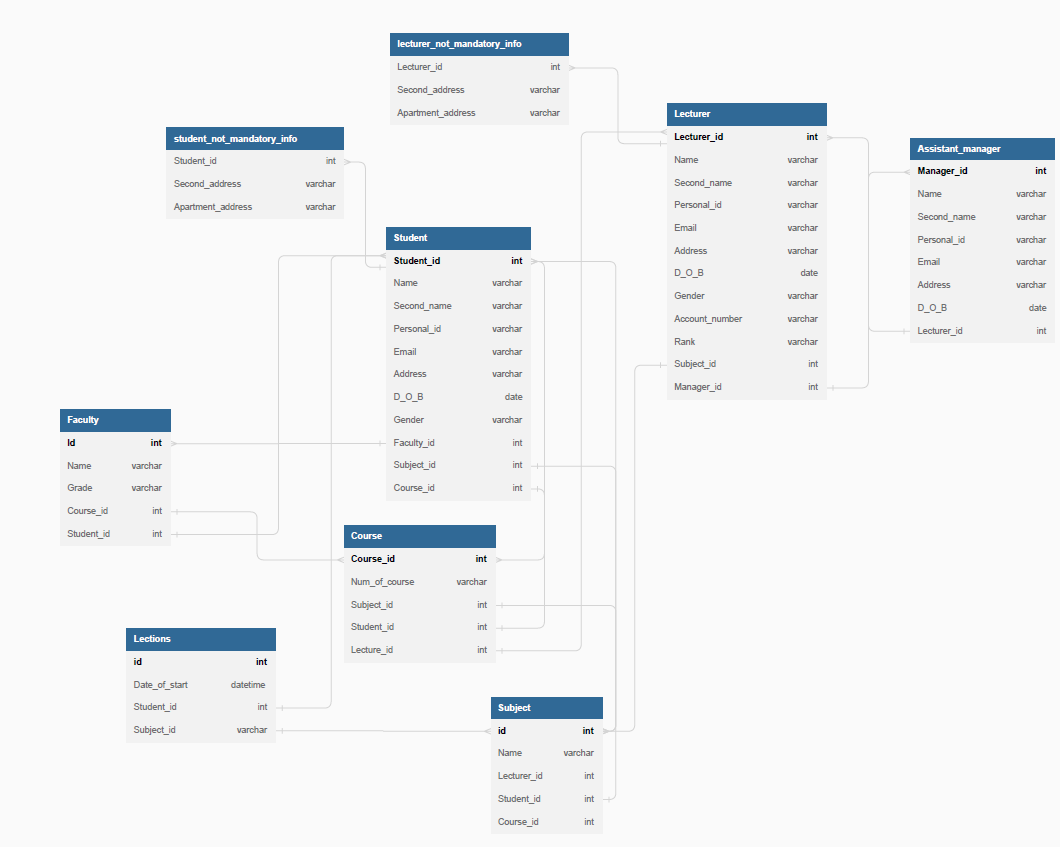 lecturer_not_mandatory_info
Lecturer_id int
Second_address varchar
Apartment_address varchar
student_not_mandatory_info
Student_id int
Second_address varchar
Apartment_address varchar
Lecturer
Lecturer_id int
Name varchar
Second_name varchar
Personal_id varchar
Email varchar
Address varchar
D_O_B date
Gender varchar
Account_number varchar
Rank varchar
Subject_id int
Manager_id int
Assistant_manager
Manager_id int
Name varchar
Second_name varchar
Personal_id varchar
Email varchar
Address varchar
D_O_B date
Lecturer_id int
Student
Student_id int
Name varchar
Second_name varchar
Personal_id varchar
Email varchar
Address varchar
D_O_B date
Gender varchar
Faculty_id int
Subject_id int
Course_id int
Faculty
Id int
Name varchar
Grade varchar
Course_id int
Student_id int
Course
Course_id int
Num_of_course varchar
Subject_id int
Student_id int
Lecture_id int
Lections
id int
Date_of_start datetime
Student_id int
Subject_id varchar
Subject
id int
Name varchar
Lecturer_id int
Student_id int
Course_id int